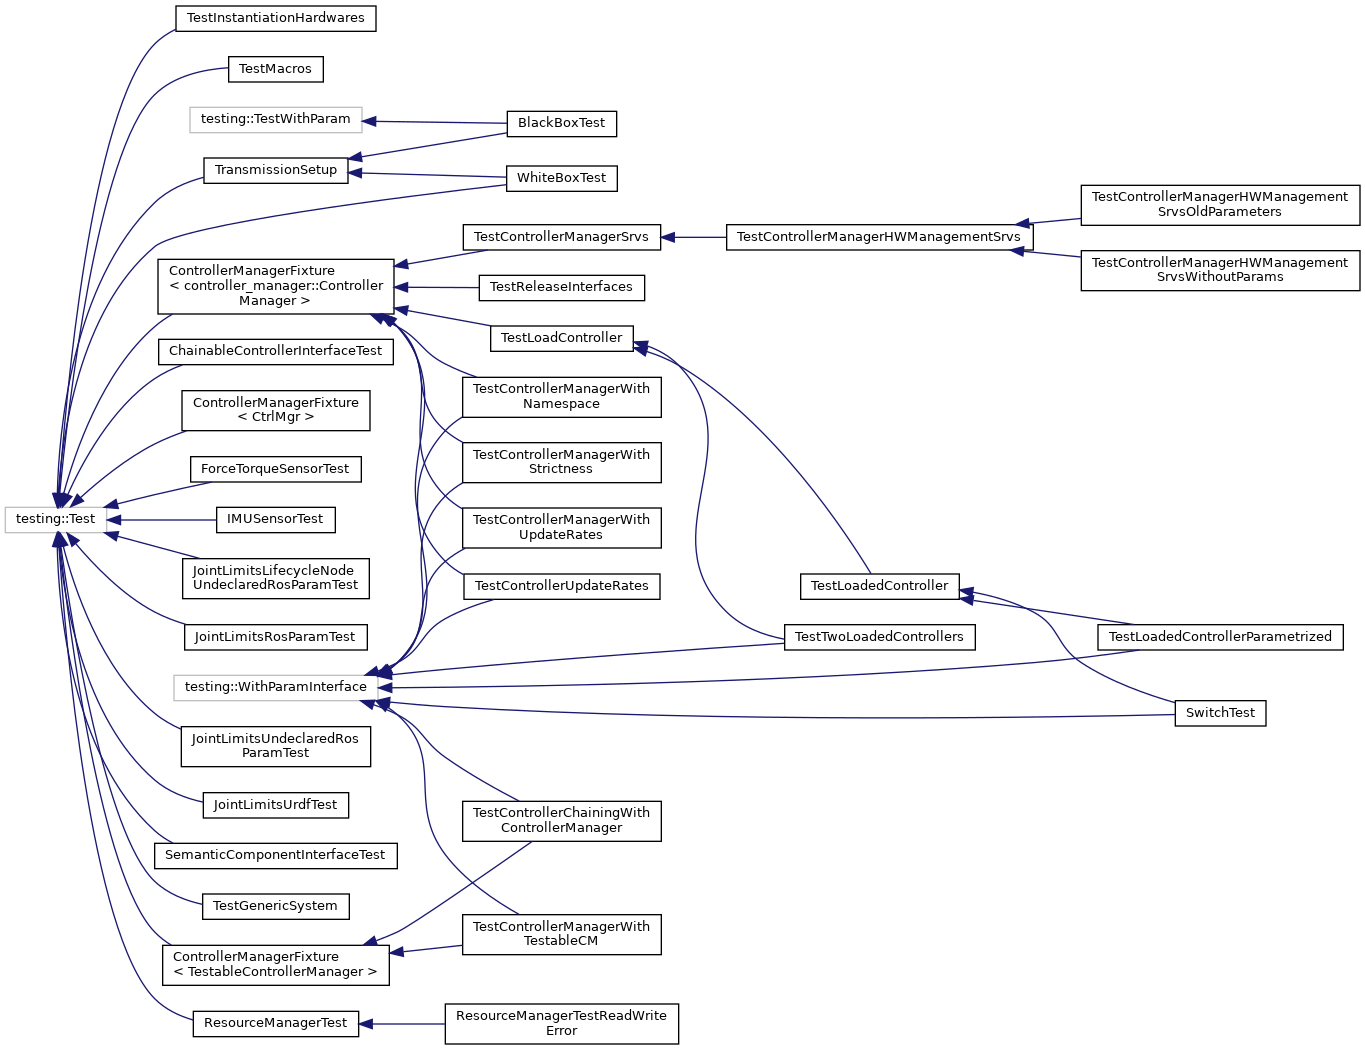 TestInstantiationHardwares
TestMacros
testing::TestWithParam
BlackBoxTest
TransmissionSetup
WhiteBoxTest
TestControllerManagerHWManagement
SrvsOldParameters
TestControllerManagerSrvs
TestControllerManagerHWManagementSrvs
TestControllerManagerHWManagement
SrvsWithoutParams
ControllerManagerFixture
< controller_manager::Controller
Manager >
TestReleaseInterfaces
TestLoadController
ChainableControllerInterfaceTest
TestControllerManagerWith
Namespace
ControllerManagerFixture
< CtrlMgr >
TestControllerManagerWith
Strictness
ForceTorqueSensorTest
testing::Test
IMUSensorTest
TestControllerManagerWith
UpdateRates
JointLimitsLifecycleNode
UndeclaredRosParamTest
TestControllerUpdateRates
TestLoadedController
JointLimitsRosParamTest
TestTwoLoadedControllers
TestLoadedControllerParametrized
testing::WithParamInterface
SwitchTest
JointLimitsUndeclaredRos
ParamTest
JointLimitsUrdfTest
TestControllerChainingWith
ControllerManager
SemanticComponentInterfaceTest
TestGenericSystem
TestControllerManagerWith
TestableCM
ControllerManagerFixture
< TestableControllerManager >
ResourceManagerTest
ResourceManagerTestReadWrite
Error